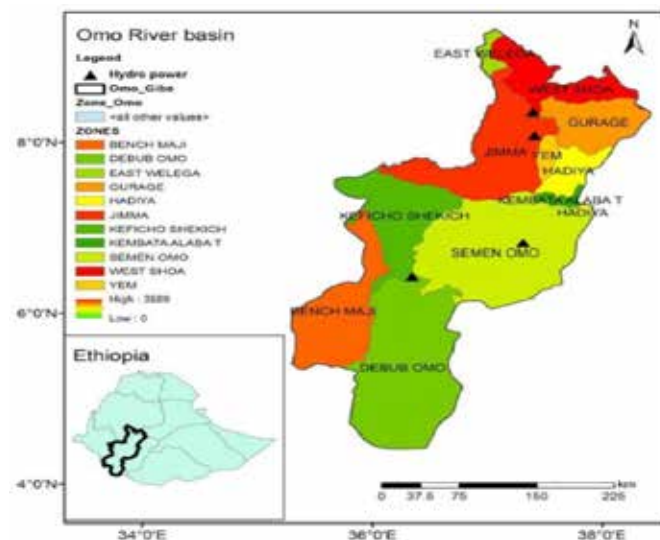 Omo River basin
Legend
Hydro power
Omo_Gibe
Zone_Omo
<all other values>
ZONES
BENCH MAJI
DEBUB OMO
EAST WELEGA
GURAGE
HADIYA
JIMMA
KEFICHO SHEKICH
KEMBATA ALABA T
SEMEN OMO
WEST SHOA
YEM
High : 3589
Low : 0
N
EAST WELEGA
WEST SHOA
GURAGE
JIMMA
YEM
HADIYA
KEMBATA ALABA T
HADIYA
KEFICHO SHEKICH
SEMEN OMO
BENCH MAJI
DEBUB OMO
Ethiopia
km
0 37.5 75 150 225
8°0'N
6°0'N
4°0'N
34°0'E
36°0'E
38°0'E